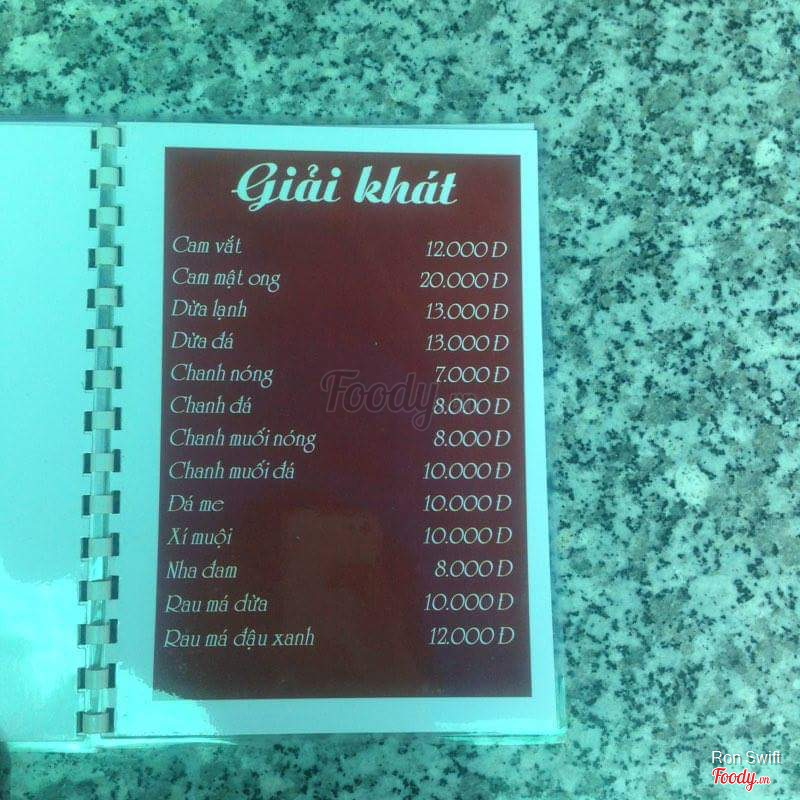 Giải khát
Cam vắt 12.000 Đ
Cam mật ong 20.000 Đ
Dừa lạnh 13.000 Đ
Dừa đá 13.000 Đ
Chanh nóng 7.000 Đ
Chanh đá 8.000 Đ
Chanh muối nóng 8.000 Đ
Chanh muối đá 10.000 Đ
Đá me 10.000 Đ
Xí muội 10.000 Đ
Nha đam 8.000 Đ
Rau má dừa 10.000 Đ
Rau má đậu xanh 12.000 Đ
Foody.vn
Ron Swift
Foody.vn